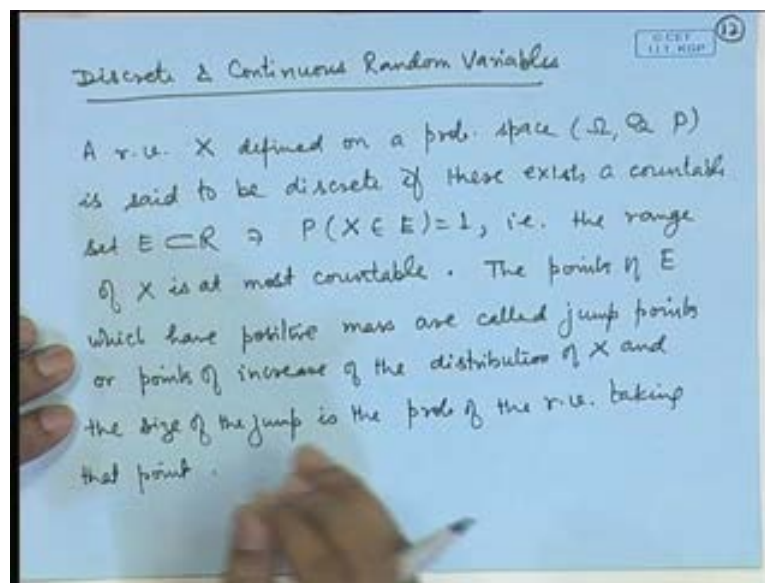 12
C CET
I.I.T. KGP
Discrete & Continuous Random Variables
A r.v. X defined on a prob. space (Ω, Q P)
is said to be discrete if there exists a countable
set E ⊂ R ∋ P(X ∈ E)=1, i.e. the range
of X is at most countable. The points of E
which have positive mass are called jump points
or points of increase of the distribution of X and
the size of the jump is the prob of the r.v. taking
that point.